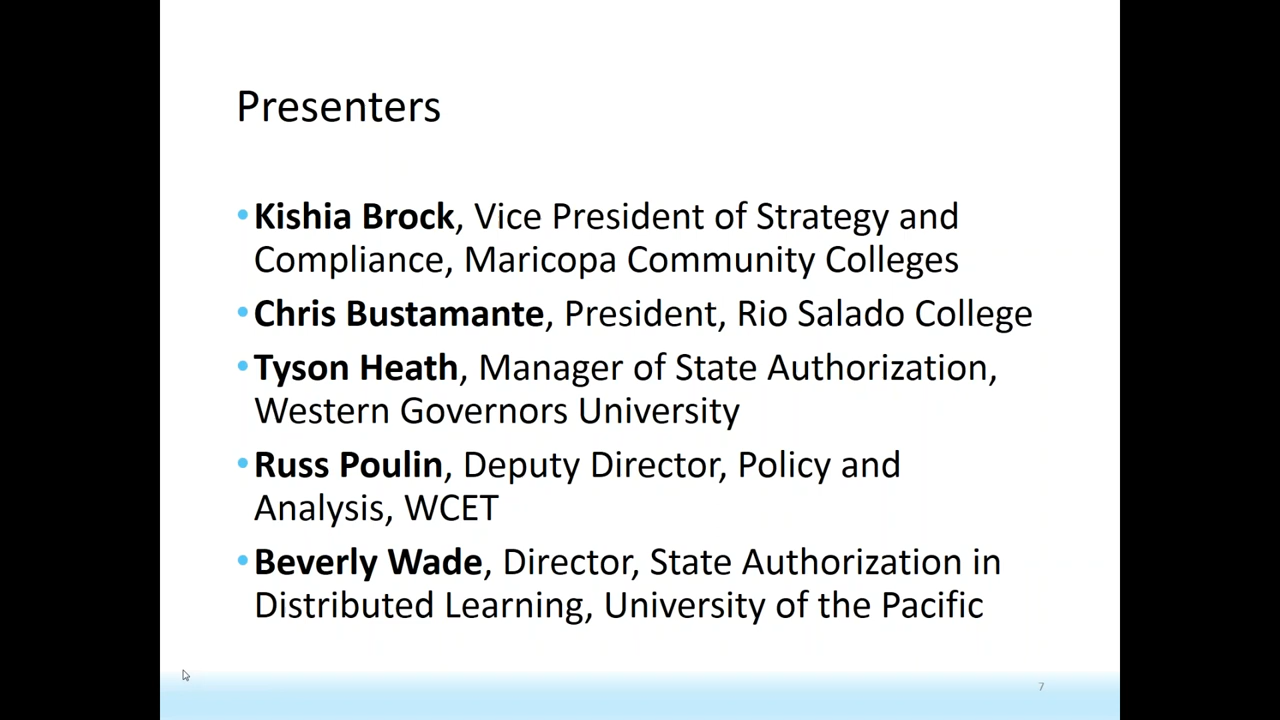 Presenters
• Kishia Brock, Vice President of Strategy and
Compliance, Maricopa Community Colleges
• Chris Bustamante, President, Rio Salado College
• Tyson Heath, Manager of State Authorization,
Western Governors University
• Russ Poulin, Deputy Director, Policy and
Analysis, WCET
• Beverly Wade, Director, State Authorization in
Distributed Learning, University of the Pacific
7